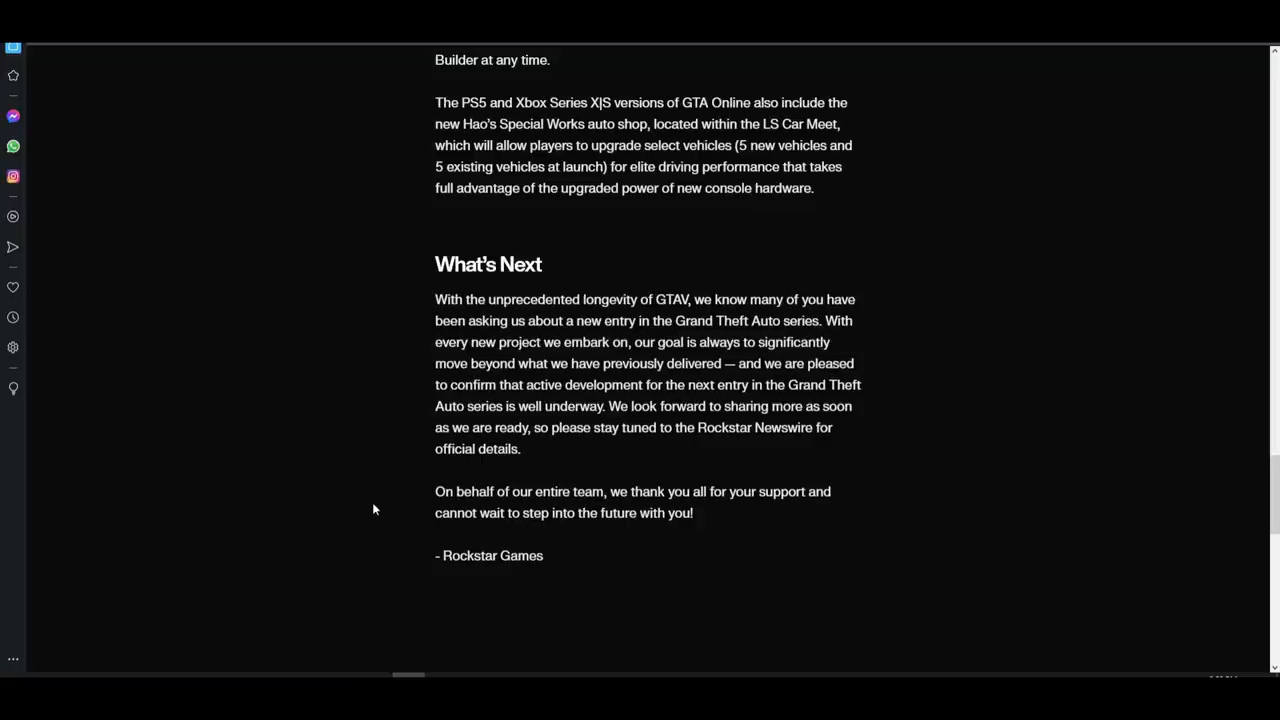 Builder at any time.
The PS5 and Xbox Series X|S versions of GTA Online also include the
new Hao’s Special Works auto shop, located within the LS Car Meet,
which will allow players to upgrade select vehicles (5 new vehicles and
5 existing vehicles at launch) for elite driving performance that takes
full advantage of the upgraded power of new console hardware.
What’s Next
With the unprecedented longevity of GTAV, we know many of you have
been asking us about a new entry in the Grand Theft Auto series. With
every new project we embark on, our goal is always to significantly
move beyond what we have previously delivered — and we are pleased
to confirm that active development for the next entry in the Grand Theft
Auto series is well underway. We look forward to sharing more as soon
as we are ready, so please stay tuned to the Rockstar Newswire for
official details.
On behalf of our entire team, we thank you all for your support and
cannot wait to step into the future with you!
- Rockstar Games